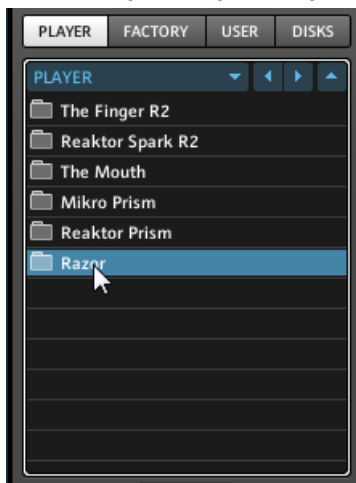 PLAYER FACTORY USER DISKS
PLAYER
The Finger R2
Reaktor Spark R2
The Mouth
Mikro Prism
Reaktor Prism
Razor